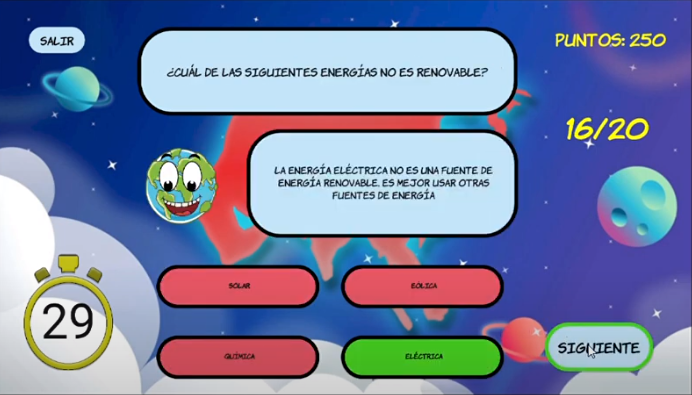 SALIR
PUNTOS: 250
¿CUÁL DE LAS SIGUIENTES ENERGÍAS NO ES RENOVABLE?
16/20
LA ENERGÍA ELÉCTRICA NO ES UNA FUENTE DE
ENERGÍA RENOVABLE. ES MEJOR USAR OTRAS
FUENTES DE ENERGÍA
SOLAR
EÓLICA
29
QUÍMICA
ELÉCTRICA
SIGUIENTE